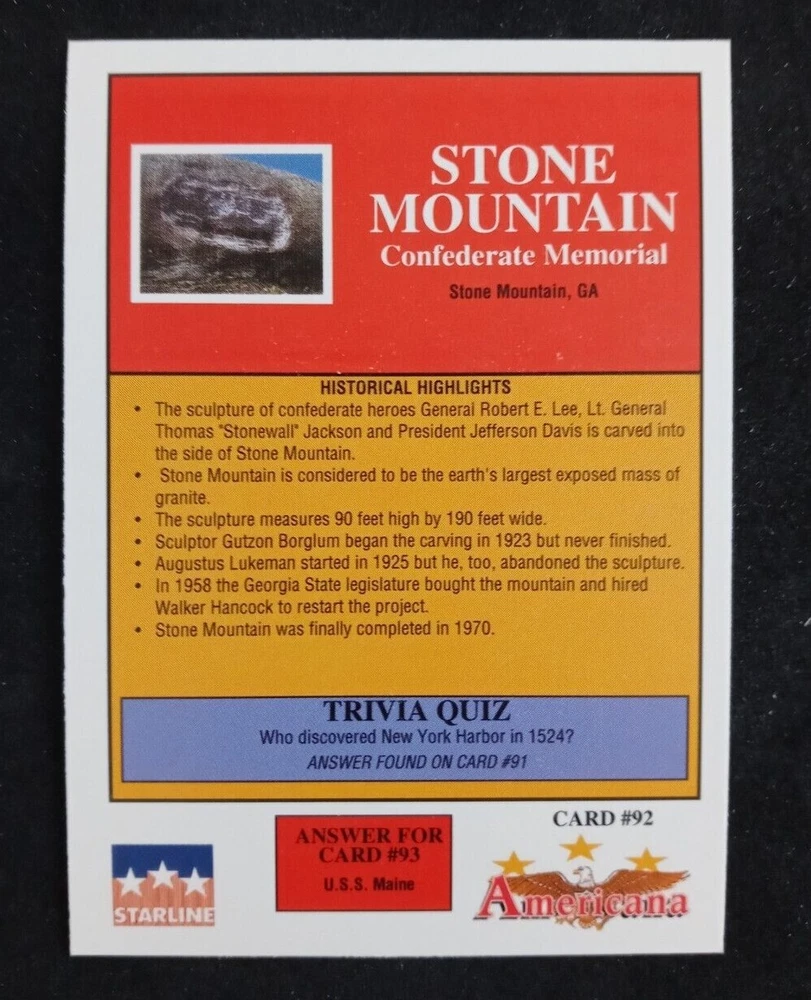 STONE
MOUNTAIN
Confederate Memorial
Stone Mountain, GA
HISTORICAL HIGHLIGHTS
• The sculpture of confederate heroes General Robert E. Lee, Lt. General
Thomas "Stonewall" Jackson and President Jefferson Davis is carved into
the side of Stone Mountain.
• Stone Mountain is considered to be the earth's largest exposed mass of
granite.
• The sculpture measures 90 feet high by 190 feet wide.
• Sculptor Gutzon Borglum began the carving in 1923 but never finished.
• Augustus Lukeman started in 1925 but he, too, abandoned the sculpture.
• In 1958 the Georgia State legislature bought the mountain and hired
Walker Hancock to restart the project.
• Stone Mountain was finally completed in 1970.
TRIVIA QUIZ
Who discovered New York Harbor in 1524?
ANSWER FOUND ON CARD #91
STARLINE
ANSWER FOR
CARD #93
U.S.S. Maine
CARD #92
Americana